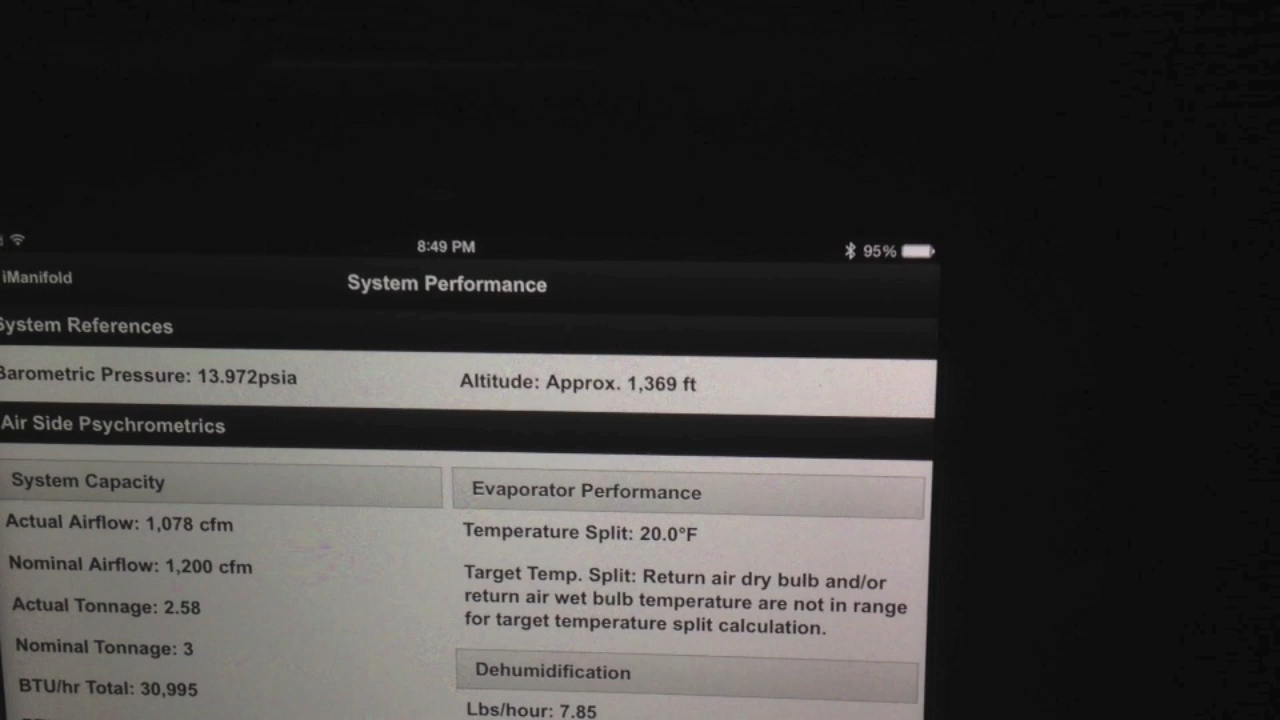 8:49 PM
95%
iManifold
System Performance
System References
Barometric Pressure: 13.972psia
Altitude: Approx. 1,369 ft
Air Side Psychrometrics
System Capacity
Actual Airflow: 1,078 cfm
Nominal Airflow: 1,200 cfm
Actual Tonnage: 2.58
Nominal Tonnage: 3
BTU/hr Total: 30,995
Evaporator Performance
Temperature Split: 20.0°F
Target Temp. Split: Return air dry bulb and/or
return air wet bulb temperature are not in range
for target temperature split calculation.
Dehumidification
Lbs/hour: 7.85